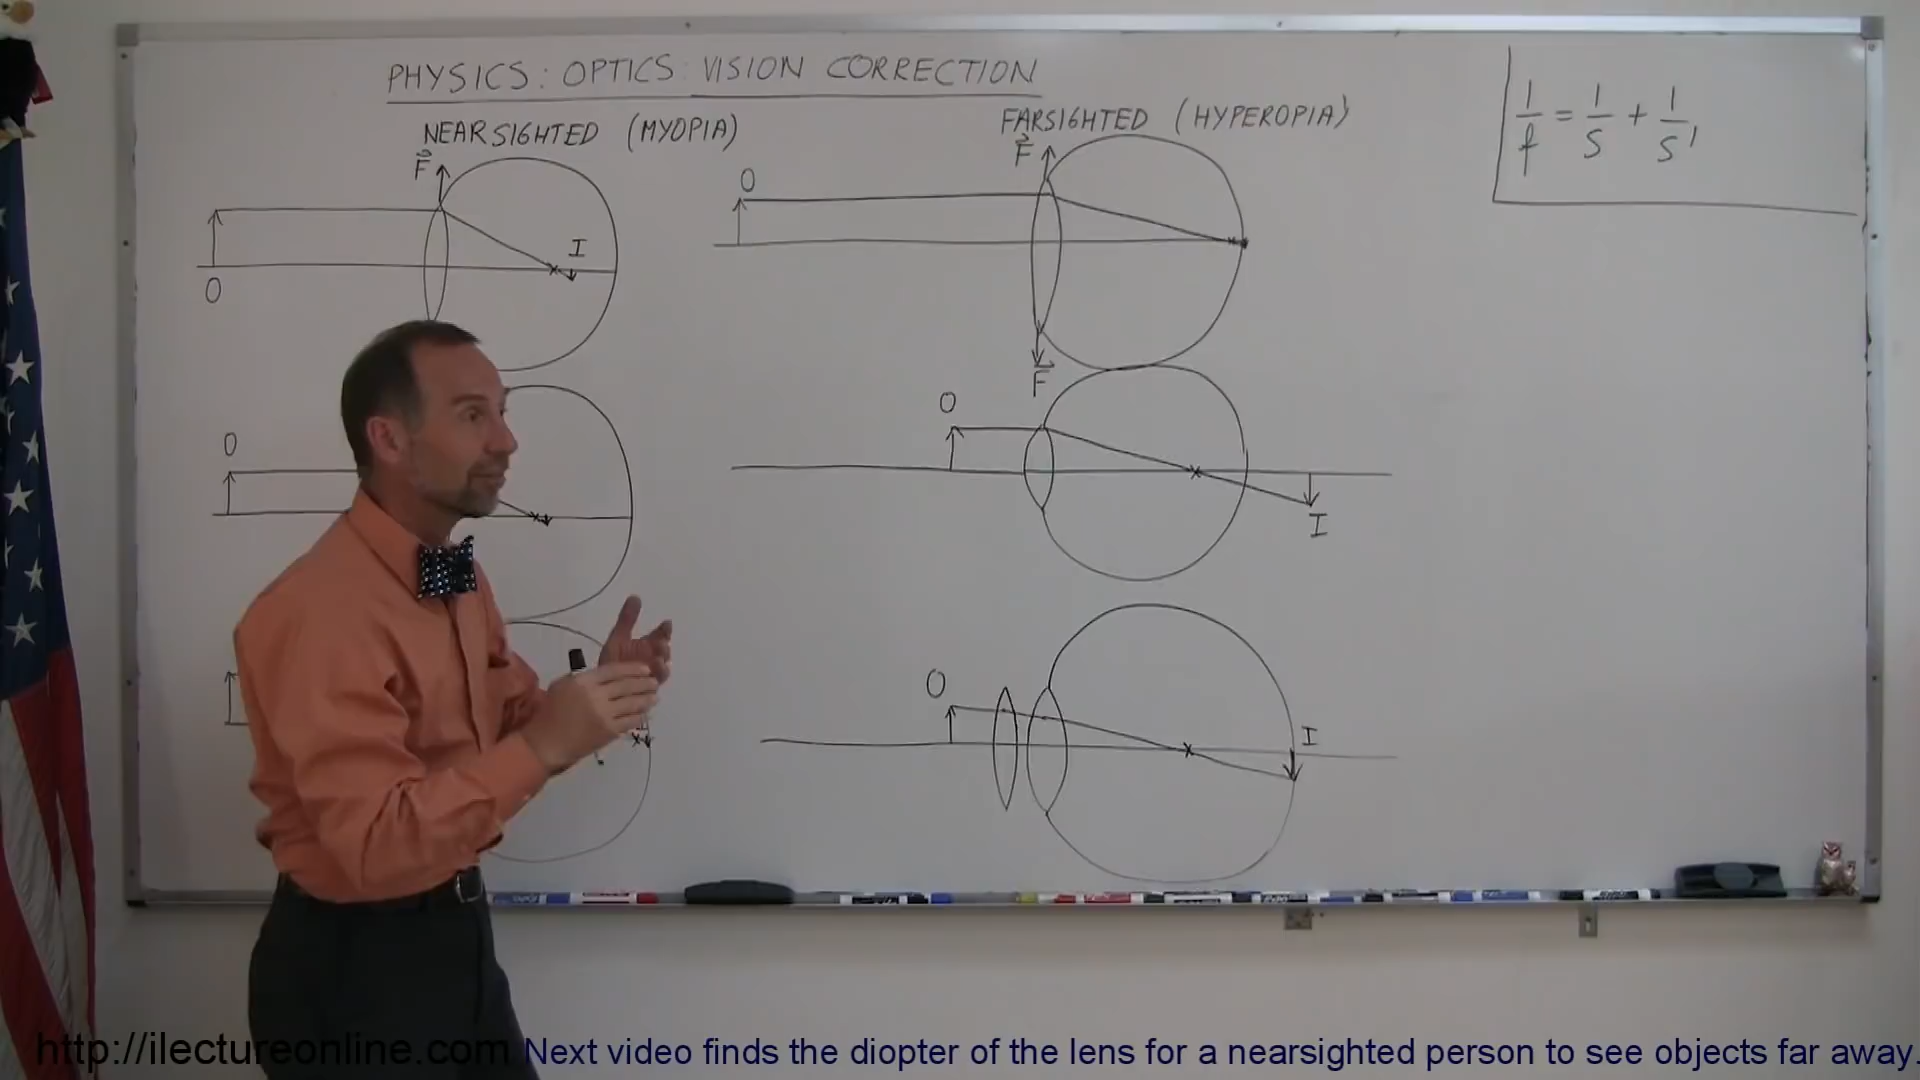 PHYSICS: OPTICS: VISION CORRECTION
NEARSIGHTED (MYOPIA)
F
O
I
O
FARSIGHTED (HYPEROPIA)
F
O
F
O
I
O
I
1/f = 1/S + 1/S'
http://ilectureonline.com Next video finds the diopter of the lens for a nearsighted person to see objects far away.